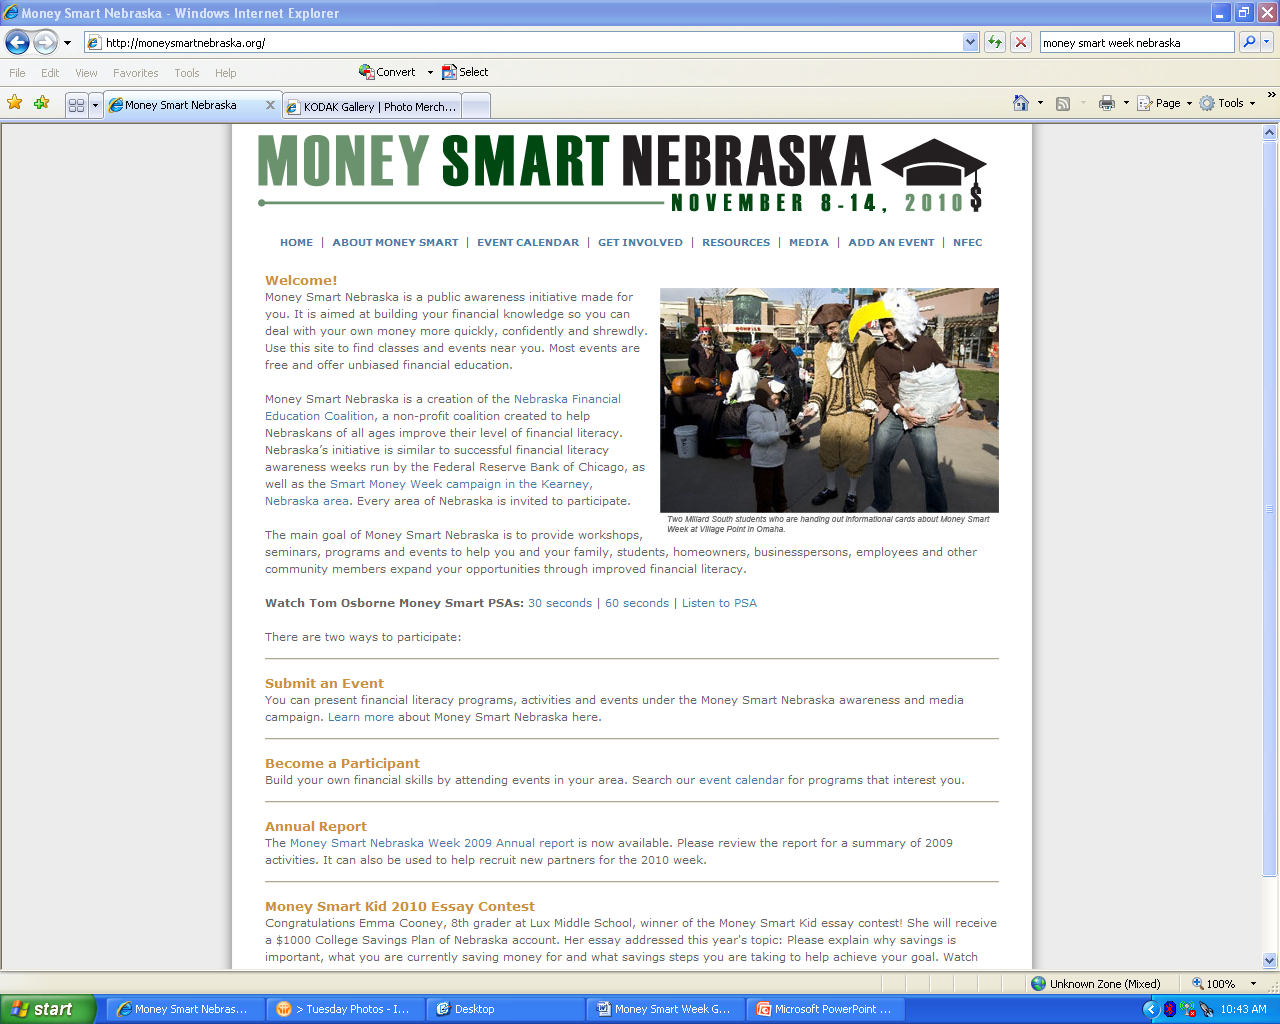 Money Smart Nebraska - Windows Internet Explorer
http://moneysmartnebraska.org/
money smart week nebraska
File Edit View Favorites Tools Help
Convert Select
Money Smart Nebraska
KODAK Gallery | Photo Merch...
Page Tools
MONEY SMART NEBRASKA
NOVEMBER 8-14, 2010
HOME | ABOUT MONEY SMART | EVENT CALENDAR | GET INVOLVED | RESOURCES | MEDIA | ADD AN EVENT | NFEC
Welcome!
Money Smart Nebraska is a public awareness initiative made for
you. It is aimed at building your financial knowledge so you can
deal with your own money more quickly, confidently and shrewdly.
Use this site to find classes and events near you. Most events are
free and offer unbiased financial education.
Money Smart Nebraska is a creation of the Nebraska Financial
Education Coalition, a non-profit coalition created to help
Nebraskans of all ages improve their level of financial literacy.
Nebraska's initiative is similar to successful financial literacy
awareness weeks run by the Federal Reserve Bank of Chicago, as
well as the Smart Money Week campaign in the Kearney,
Nebraska area. Every area of Nebraska is invited to participate.
Two Millard South students who are handing out informational cards about Money Smart
Week at Village Point in Omaha.
The main goal of Money Smart Nebraska is to provide workshops,
seminars, programs and events to help you and your family, students, homeowners, businesspersons, employees and other
community members expand your opportunities through improved financial literacy.
Watch Tom Osborne Money Smart PSAs: 30 seconds | 60 seconds | Listen to PSA
There are two ways to participate:
Submit an Event
You can present financial literacy programs, activities and events under the Money Smart Nebraska awareness and media
campaign. Learn more about Money Smart Nebraska here.
Become a Participant
Build your own financial skills by attending events in your area. Search our event calendar for programs that interest you.
Annual Report
The Money Smart Nebraska Week 2009 Annual report is now available. Please review the report for a summary of 2009
activities. It can also be used to help recruit new partners for the 2010 week.
Money Smart Kid 2010 Essay Contest
Congratulations Emma Cooney, 8th grader at Lux Middle School, winner of the Money Smart Kid essay contest! She will receive
a $1000 College Savings Plan of Nebraska account. Her essay addressed this year's topic: Please explain why savings is
important, what you are currently saving money for and what savings steps you are taking to help achieve your goal. Watch
Unknown Zone (Mixed) 100%
start Money Smart Nebras... > Tuesday Photos - I... Desktop Money Smart Week G... Microsoft PowerPoint ... 10:43 AM